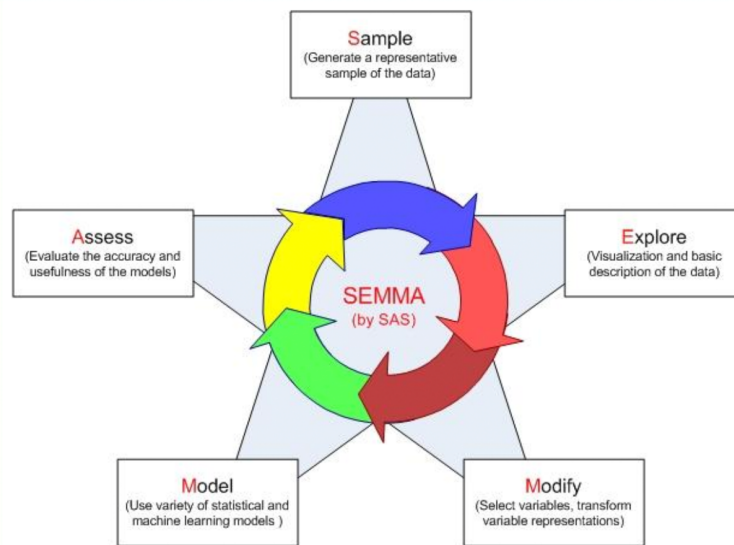 Sample
(Generate a representative
sample of the data)
Assess
(Evaluate the accuracy and
usefulness of the models)
Explore
(Visualization and basic
description of the data)
SEMMA
(by SAS)
Model
(Use variety of statistical and
machine learning models )
Modify
(Select variables, transform
variable representations)